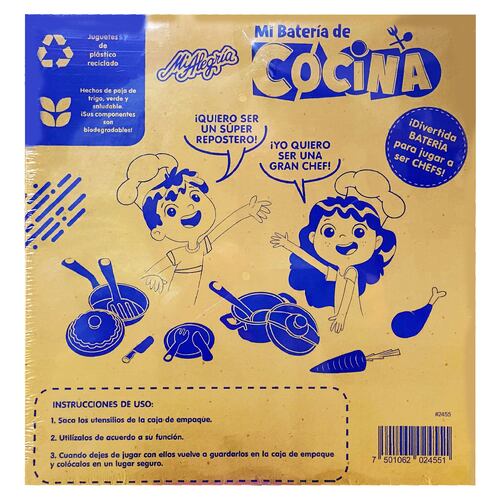 Juguetes y
de
plástico
reciclado
Hechos de paja de
trigo, verde y
saludable.
¡Sus componentes
son
biodegradables!
Mi Alegría
Mi Batería de
COCINA
¡QUIERO SER
UN SÚPER
REPOSTERO!
¡YO QUIERO
SER UNA
GRAN CHEF!
¡Divertida
BATERÍA
para jugar a
ser CHEFS!
INSTRUCCIONES DE USO:
1. Saca los utensilios de la caja de empaque.
2. Utilízalos de acuerdo a su función.
3. Cuando dejes de jugar con ellos vuelve a guardarlos en la caja de empaque
y colócalos en un lugar seguro.
#2455
7 501062 024551